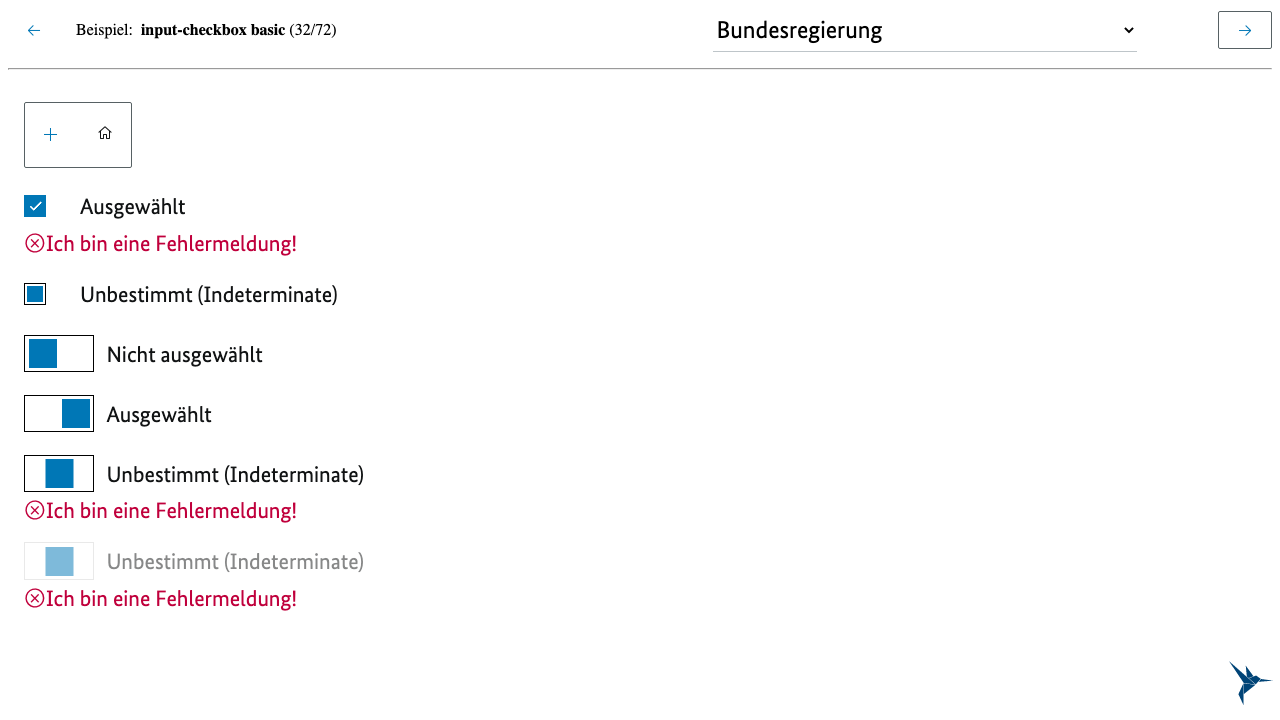 Beispiel: input-checkbox basic (32/72)
Bundesregierung
Ausgewählt
Ich bin eine Fehlermeldung!
Unbestimmt (Indeterminate)
Nicht ausgewählt
Ausgewählt
Unbestimmt (Indeterminate)
Ich bin eine Fehlermeldung!
Unbestimmt (Indeterminate)
Ich bin eine Fehlermeldung!